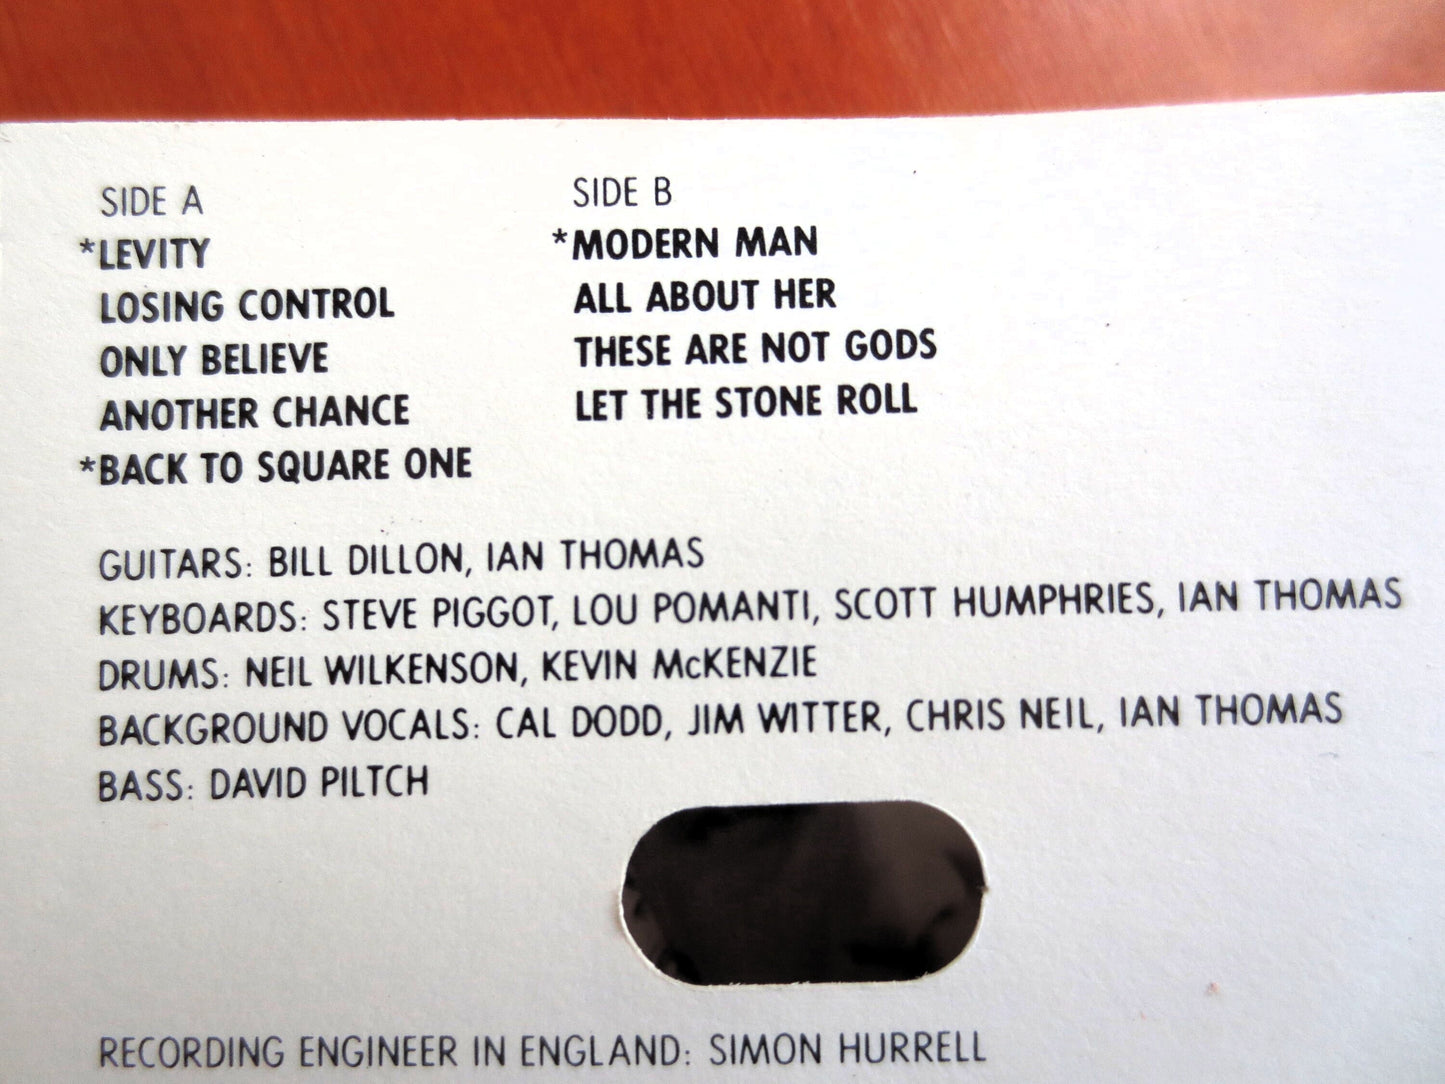 SIDE A
*LEVITY
LOSING CONTROL
ONLY BELIEVE
ANOTHER CHANCE
*BACK TO SQUARE ONE
SIDE B
*MODERN MAN
ALL ABOUT HER
THESE ARE NOT GODS
LET THE STONE ROLL
GUITARS: BILL DILLON, IAN THOMAS
KEYBOARDS: STEVE PIGGOT, LOU POMANTI, SCOTT HUMPHRIES, IAN THOMAS
DRUMS: NEIL WILKENSON, KEVIN McKENZIE
BACKGROUND VOCALS: CAL DODD, JIM WITTER, CHRIS NEIL, IAN THOMAS
BASS: DAVID PILTCH
RECORDING ENGINEER IN ENGLAND: SIMON HURRELL